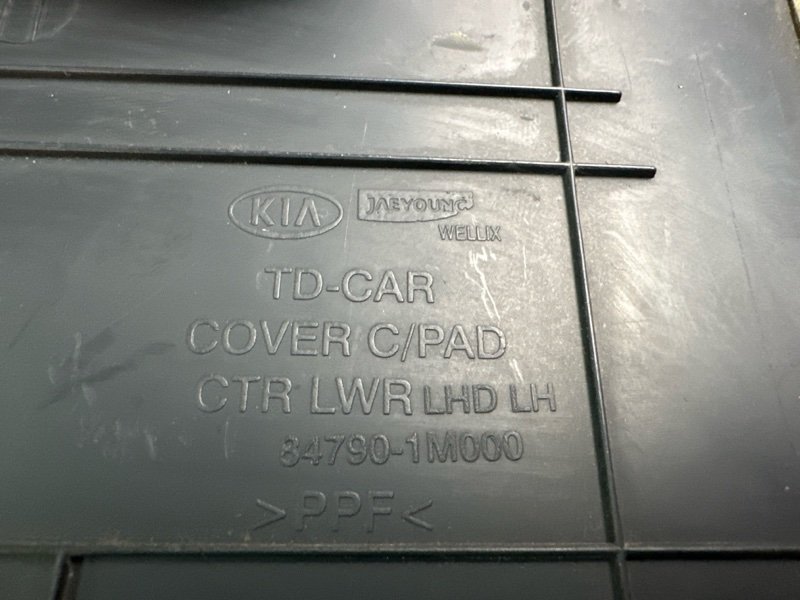 KIA JAEYOUNG
WELLIX
TD-CAR
COVER C/PAD
CTR LWR LHD LH
84790-1M000
>PPF<